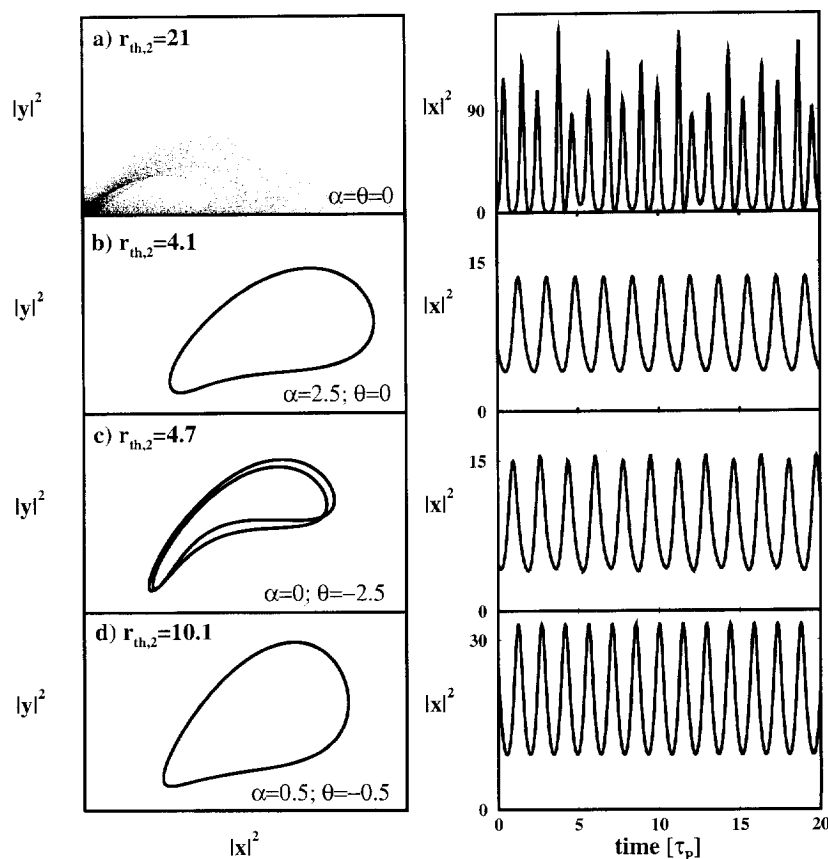 a) r_th,2=21
|y|²
α=θ=0
|x|²
90
0
b) r_th,2=4.1
|y|²
α=2.5; θ=0
|x|²
15
0
c) r_th,2=4.7
|y|²
α=0; θ=−2.5
|x|²
15
0
d) r_th,2=10.1
|y|²
α=0.5; θ=−0.5
|x|²
|x|²
30
0
0 5 10 15 20
time [τ_p]